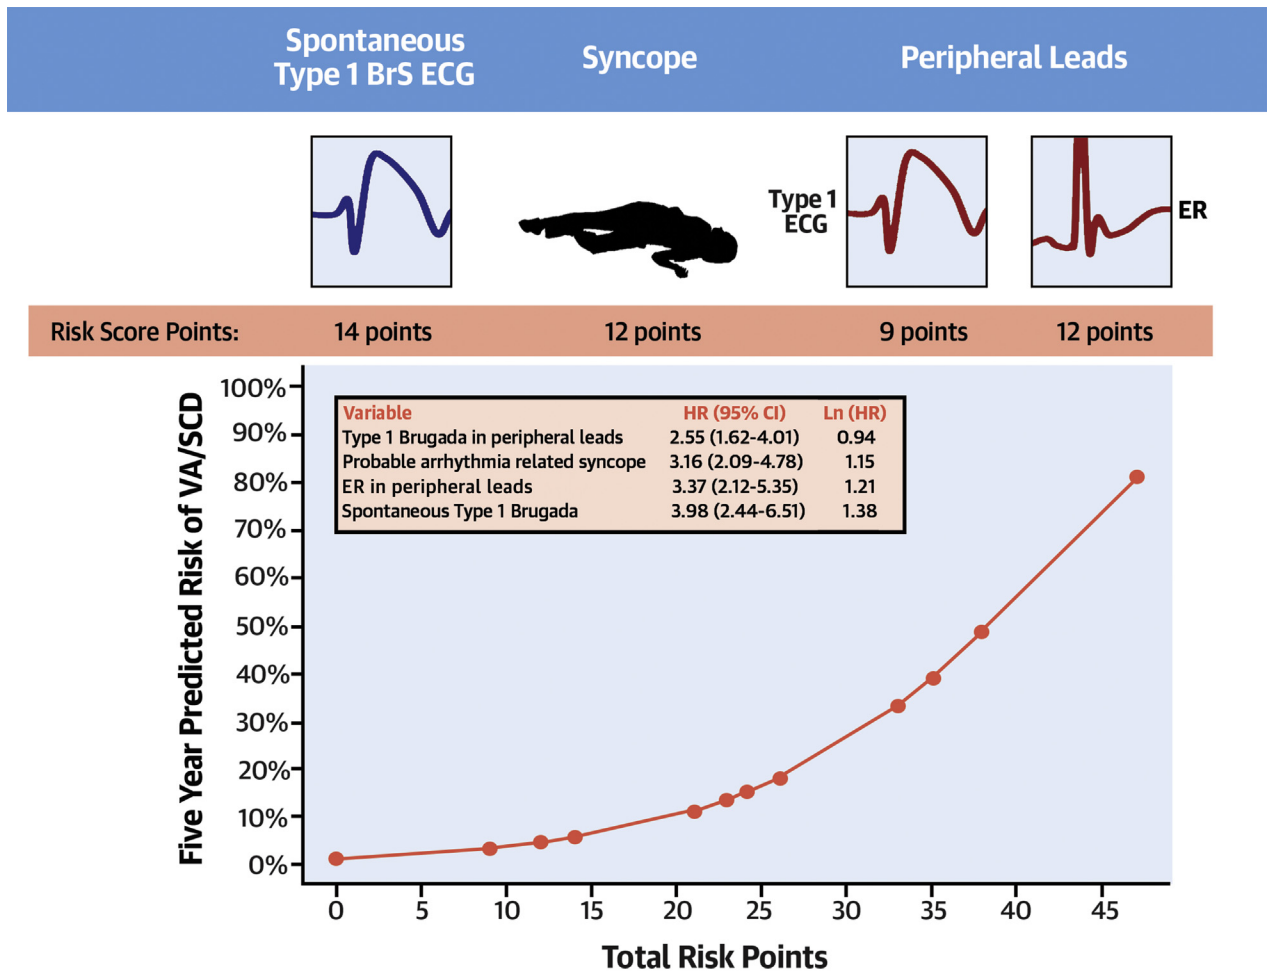 Spontaneous
Type 1 BrS ECG
Syncope
Peripheral Leads
Type 1
ECG
ER
Risk Score Points: 14 points 12 points 9 points 12 points
Five Year Predicted Risk of VA/SCD
100%
90%
80%
70%
60%
50%
40%
30%
20%
10%
0%
Variable HR (95% CI) Ln (HR)
Type 1 Brugada in peripheral leads 2.55 (1.62-4.01) 0.94
Probable arrhythmia related syncope 3.16 (2.09-4.78) 1.15
ER in peripheral leads 3.37 (2.12-5.35) 1.21
Spontaneous Type 1 Brugada 3.98 (2.44-6.51) 1.38
0 5 10 15 20 25 30 35 40 45
Total Risk Points